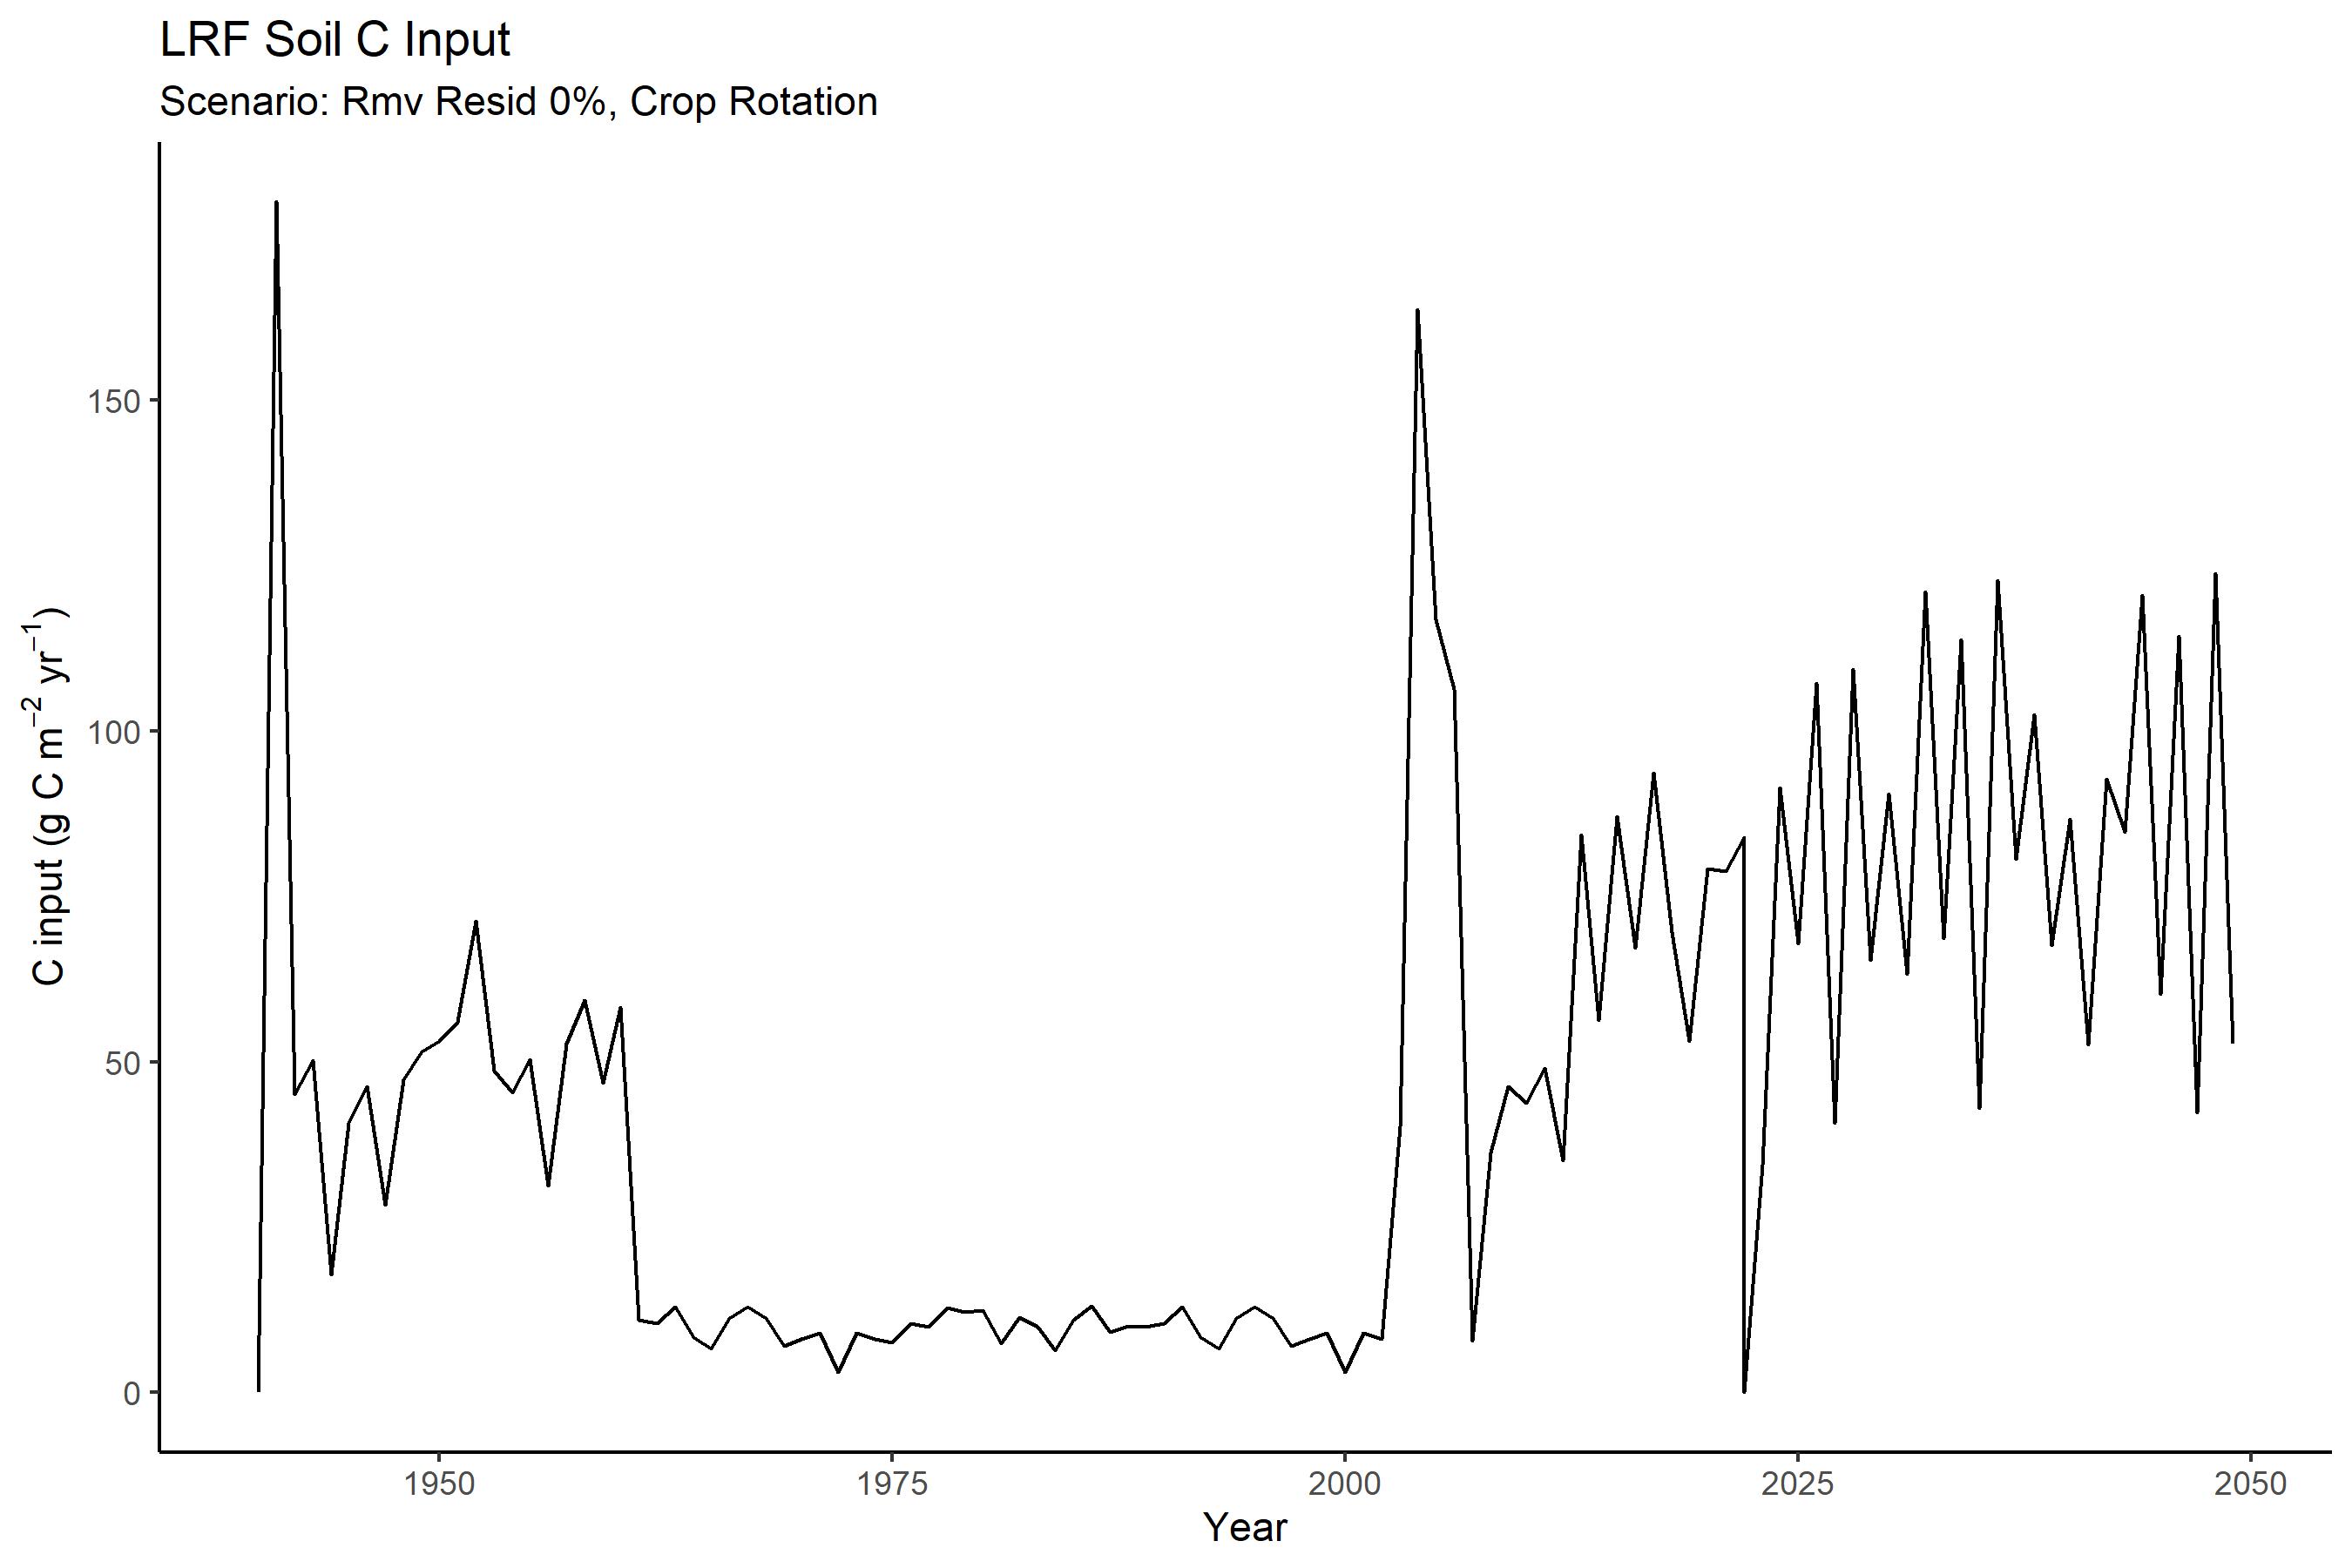 LRF Soil C Input
Scenario: Rmv Resid 0%, Crop Rotation
C input (g C m⁻² yr⁻¹)
150
100
50
0
1950 1975 2000 2025 2050
Year